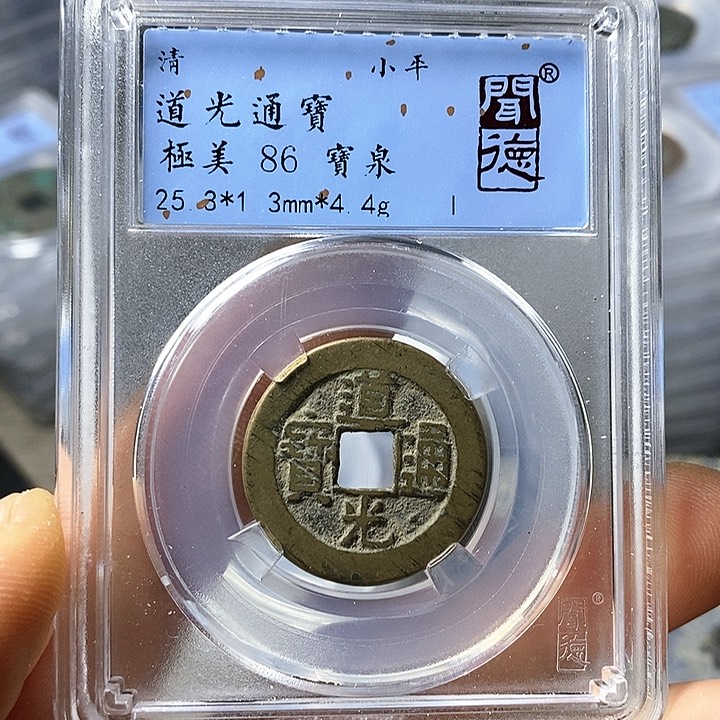 清 小平
道光通寶
極美 86 寶泉
25.3*1 3mm*4.4g
聞德®
道光通寶
聞德®